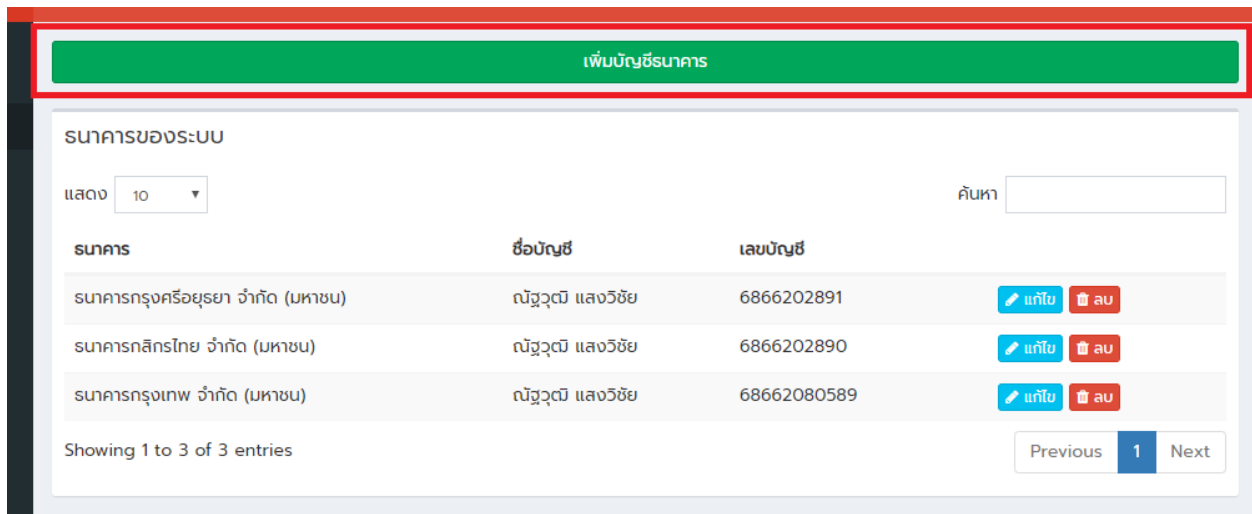 เพิ่มบัญชีธนาคาร
ธนาคารของระบบ
แสดง 10 ค้นหา
ธนาคาร ชื่อบัญชี เลขบัญชี
ธนาคารกรุงศรีอยุธยา จำกัด (มหาชน) ณัฐวุฒิ แสงวิชัย 6866202891 แก้ไข ลบ
ธนาคารกสิกรไทย จำกัด (มหาชน) ณัฐวุฒิ แสงวิชัย 6866202890 แก้ไข ลบ
ธนาคารกรุงเทพ จำกัด (มหาชน) ณัฐวุฒิ แสงวิชัย 68662080589 แก้ไข ลบ
Showing 1 to 3 of 3 entries Previous 1 Next